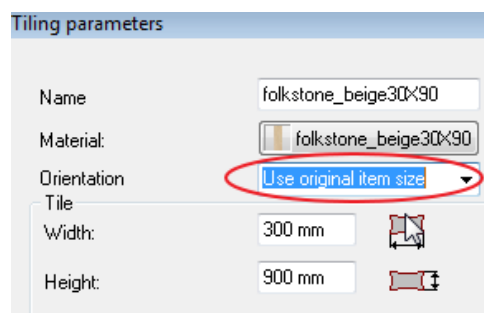 Tiling parameters
Name folkstone_beige30X90
Material: folkstone_beige30X90
Orientation Use original item size
Tile
Width: 300 mm
Height: 900 mm